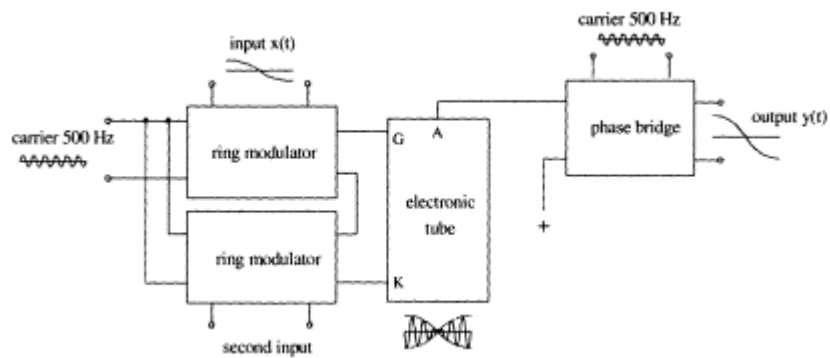 carrier 500 Hz
input x(t)
carrier 500 Hz
ring modulator
G
A
phase bridge
output y(t)
electronic
tube
+
ring modulator
K
second input